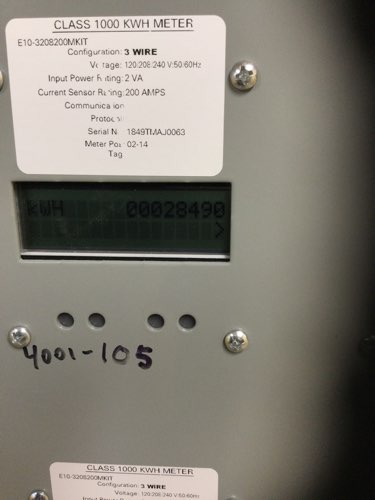 CLASS 1000 KWH METER
E10-3208200MKIT
Configuration: 3 WIRE
Voltage: 120:208:240 V:50:60Hz
Input Power Rating: 2 VA
Current Sensor Rating: 200 AMPS
Communication
Protocol
Serial N 1849TMAJ0063
Meter Pos 02-14
Tag
kWH 00028490
>
4001-105
CLASS 1000 KWH METER
E10-3208200MKIT
Configuration: 3 WIRE
Voltage: 120:208:240 V:50:60Hz